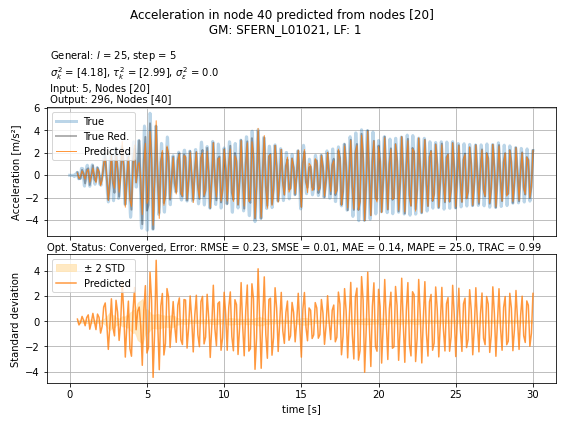 Acceleration in node 40 predicted from nodes [20]
GM: SFERN_L01021, LF: 1
General: l = 25, step = 5
σ²ₖ = [4.18], τ²ₖ = [2.99], σ²ε = 0.0
Input: 5, Nodes [20]
Output: 296, Nodes [40]
Acceleration [m/s²]
6
4
2
0
−2
−4
True
True Red.
Predicted
Opt. Status: Converged, Error: RMSE = 0.23, SMSE = 0.01, MAE = 0.14, MAPE = 25.0, TRAC = 0.99
Standard deviation
4
2
0
−2
−4
± 2 STD
Predicted
0 5 10 15 20 25 30
time [s]